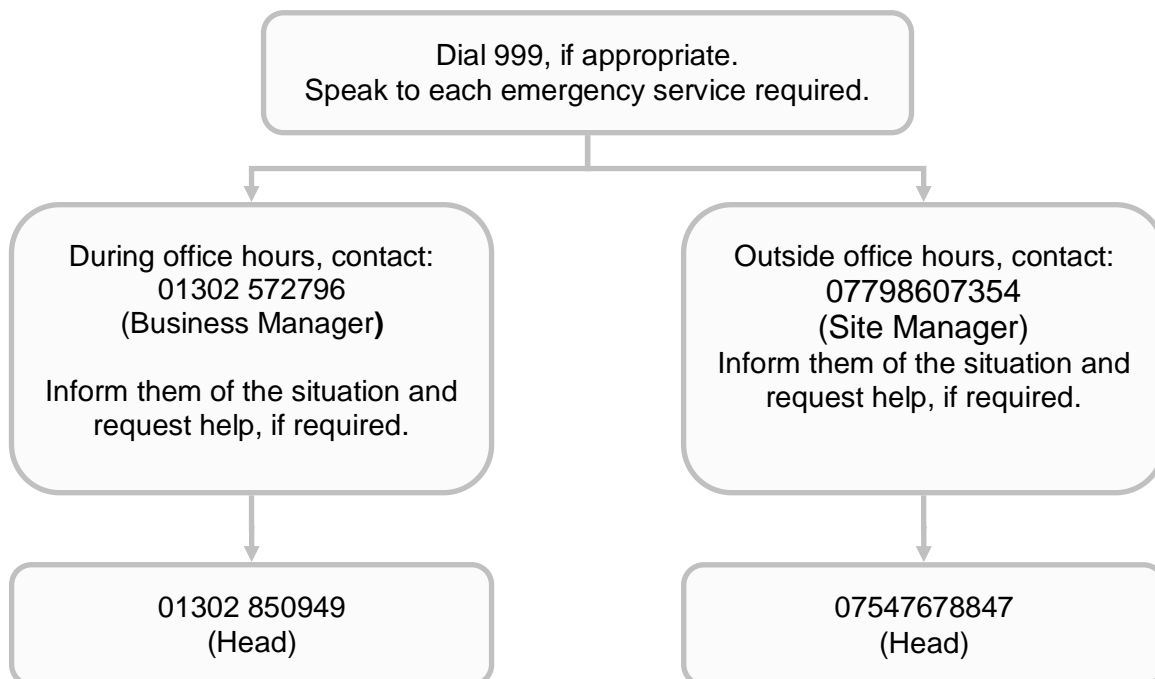 Dial 999, if appropriate.
Speak to each emergency service required.
During office hours, contact:
01302 572796
(Business Manager)
Inform them of the situation and
request help, if required.
Outside office hours, contact:
07798607354
(Site Manager)
Inform them of the situation and
request help, if required.
01302 850949
(Head)
07547678847
(Head)